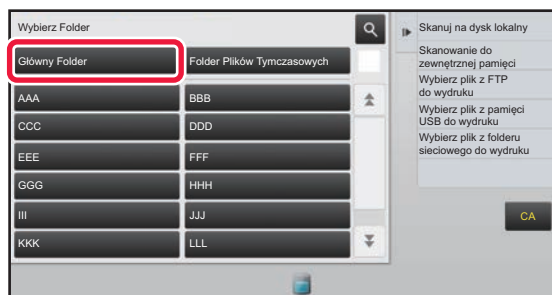 Wybierz Folder
Główny Folder
Folder Plików Tymczasowych
AAA
BBB
CCC
DDD
EEE
FFF
GGG
HHH
III
JJJ
KKK
LLL
Skanuj na dysk lokalny
Skanowanie do
zewnętrznej pamięci
Wybierz plik z FTP
do wydruku
Wybierz plik z pamięci
USB do wydruku
Wybierz plik z folderu
sieciowego do wydruku
CA